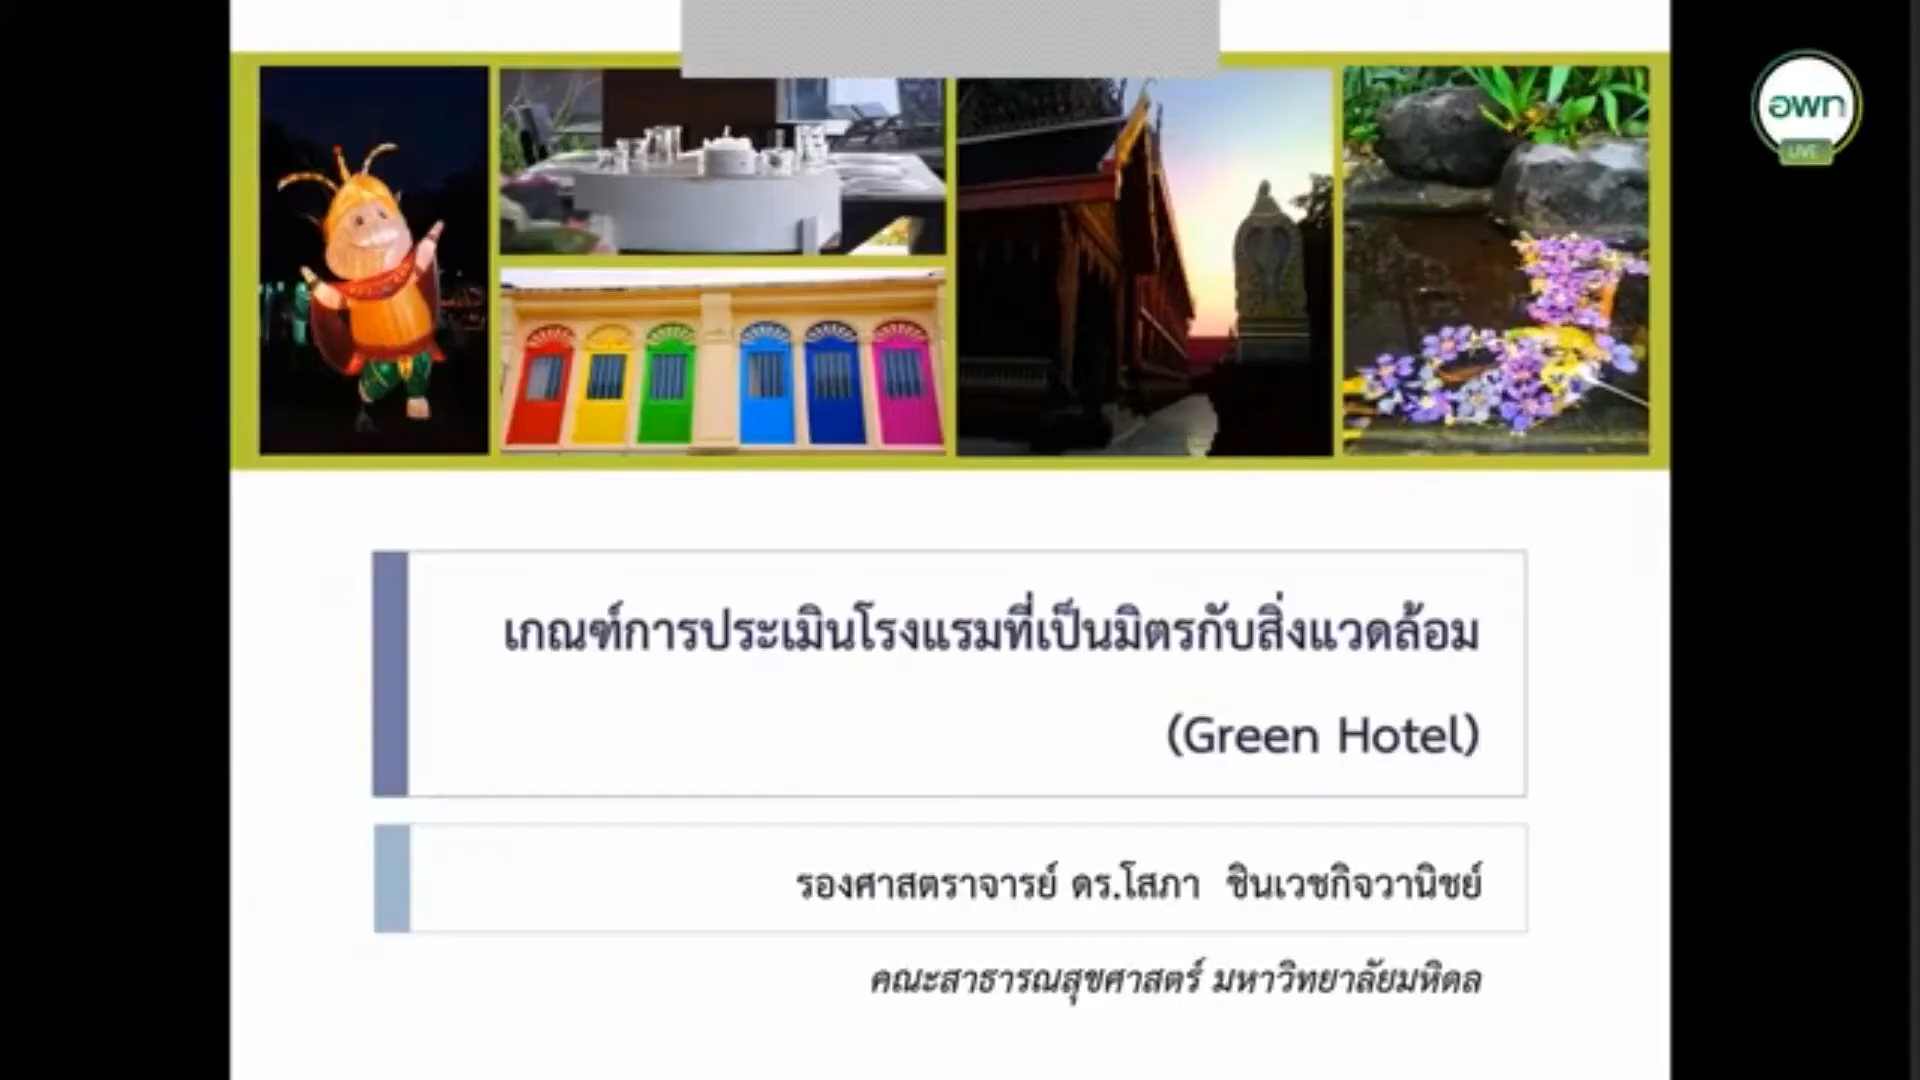 อพท
LIVE
เกณฑ์การประเมินโรงแรมที่เป็นมิตรกับสิ่งแวดล้อม
(Green Hotel)
รองศาสตราจารย์ ดร.โสภา ชินเวชกิจวานิชย์
คณะสาธารณสุขศาสตร์ มหาวิทยาลัยมหิดล